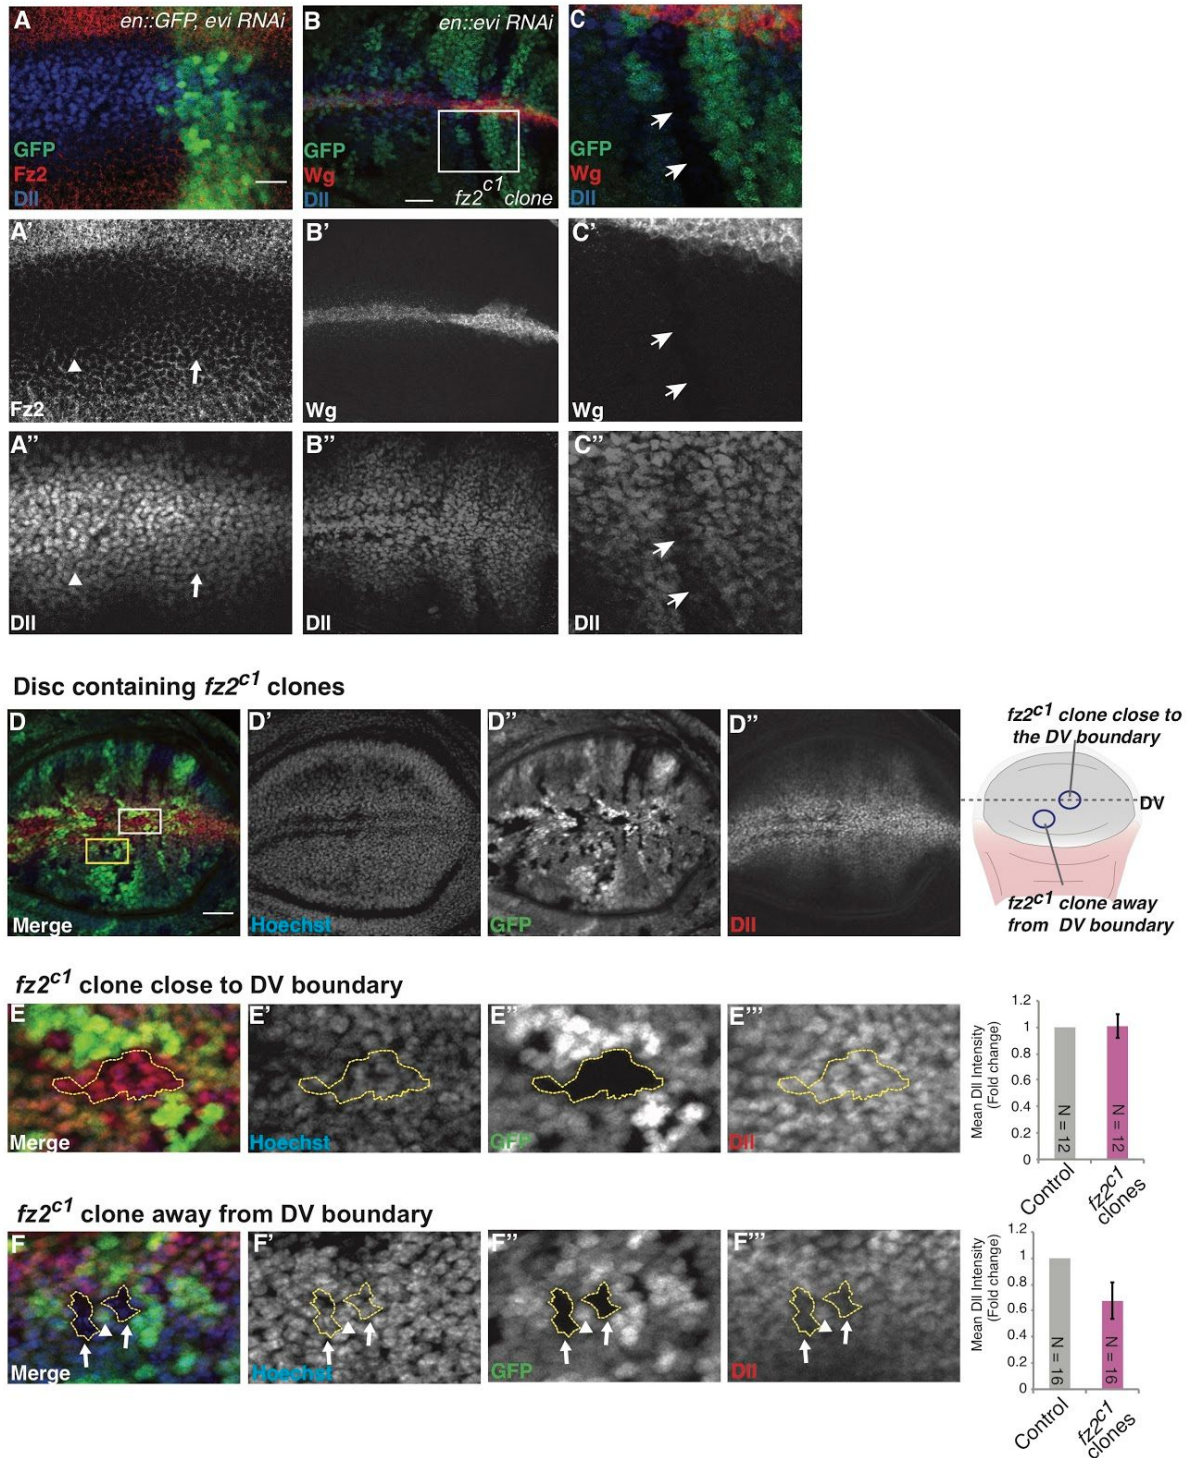 A
en::GFP, evi RNAi
GFP
Fz2
Dll
B
en::evi RNAi
GFP
Wg
Dll
fz2c1 clone
C
GFP
Wg
Dll
A'
Fz2
B'
Wg
C'
Wg
A''
Dll
B''
Dll
C''
Dll
Disc containing fz2c1 clones
D
Merge
D'
Hoechst
D''
GFP
D''
Dll
fz2c1 clone close to
the DV boundary
DV
fz2c1 clone away
from DV boundary
fz2c1 clone close to DV boundary
E
Merge
E'
Hoechst
E''
GFP
E'''
Dll
Mean Dll Intensity
(Fold change)
1.2
1
0.8
0.6
0.4
0.2
0
N = 12
N = 12
Control
fz2c1
clones
fz2c1 clone away from DV boundary
F
Merge
F'
Hoechst
F''
GFP
F'''
Dll
Mean Dll Intensity
(Fold change)
1.2
1
0.8
0.6
0.4
0.2
0
N = 16
N = 16
Control
fz2c1
clones